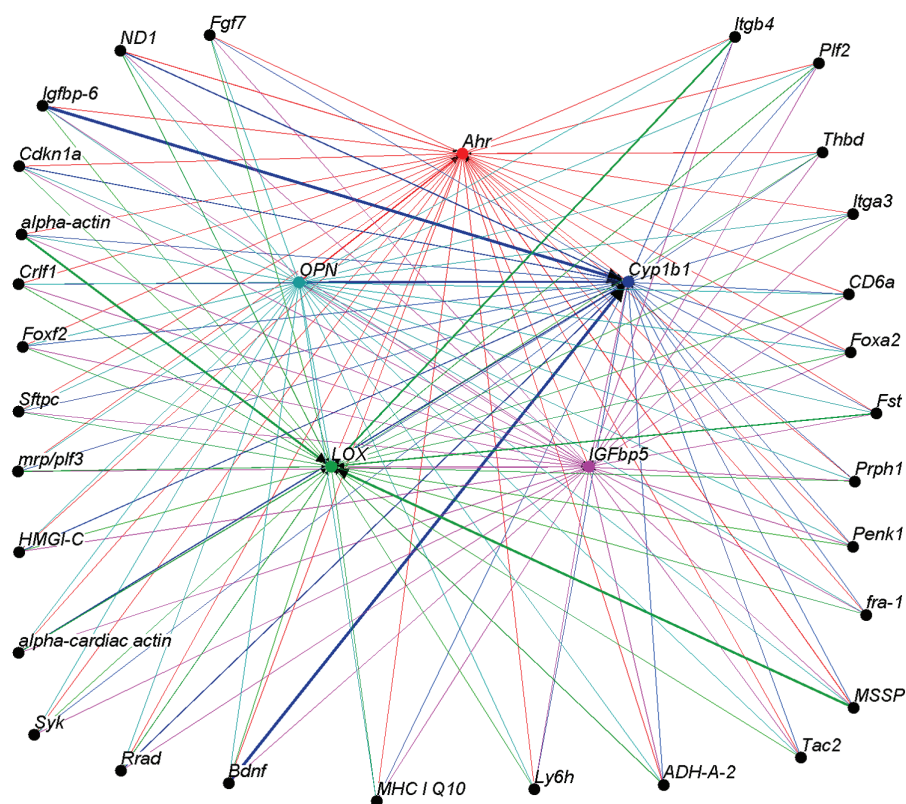 Fgf7
Itgb4
ND1
Plf2
Igfbp-6
Ahr
Thbd
Cdkn1a
Itga3
alpha-actin
OPN
Cyp1b1
Crlf1
CD6a
Foxf2
Foxa2
Sftpc
Fst
mrp/plf3
LOX
IGFbp5
Prph1
HMGI-C
Penk1
fra-1
alpha-cardiac actin
MSSP
Syk
Rrad
Tac2
Bdnf
MHC I Q10
Ly6h
ADH-A-2